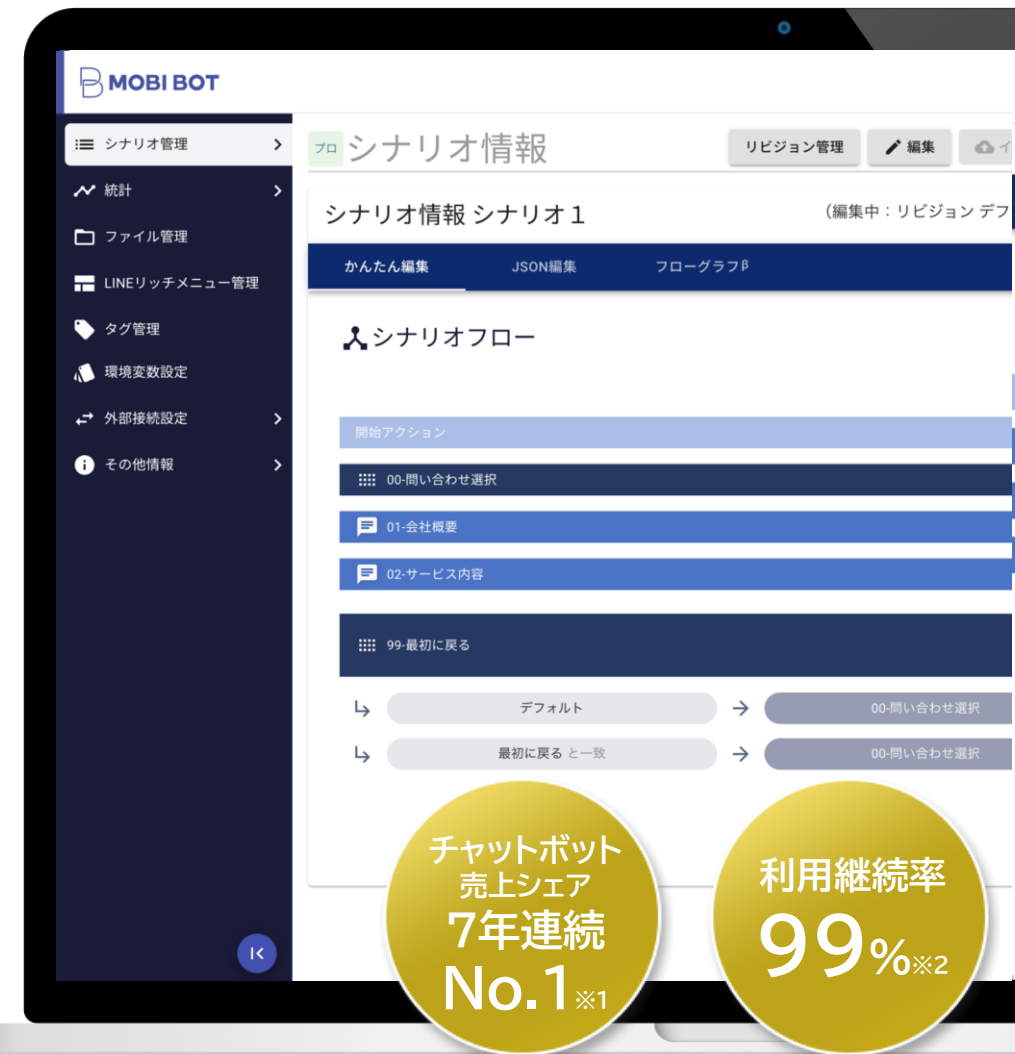 MOBI BOT
シナリオ管理
統計
ファイル管理
LINEリッチメニュー管理
タグ管理
環境変数設定
外部接続設定
その他情報
プロ シナリオ情報
リビジョン管理
編集
イ
シナリオ情報 シナリオ1
(編集中：リビジョン デフ
かんたん編集
JSON編集
フローグラフβ
シナリオフロー
開始アクション
00-問い合わせ選択
01-会社概要
02-サービス内容
99-最初に戻る
デフォルト
00-問い合わせ選択
最初に戻る と一致
00-問い合わせ選択
チャットボット
売上シェア
7年連続
No.1※1
利用継続率
99%※2